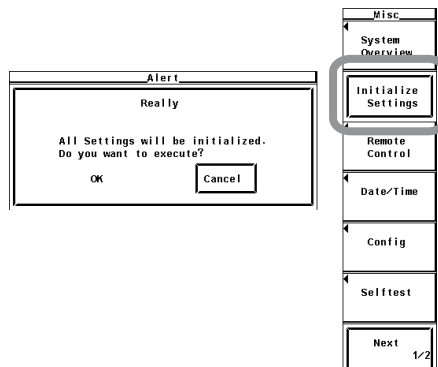 Alert
Really
All Settings will be initialized.
Do you want to execute?
OK
Cancel
Misc
System
Overview
Initialize
Settings
Remote
Control
Date/Time
Config
Selftest
Next
1/2